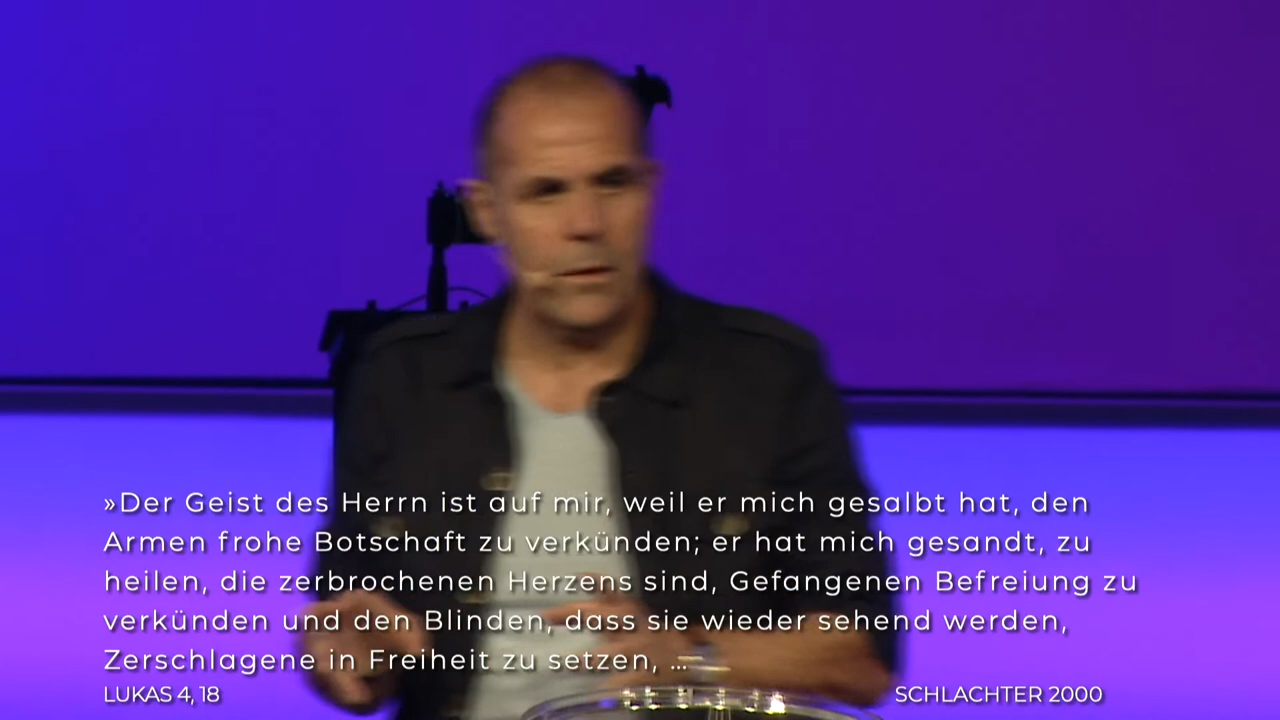 »Der Geist des Herrn ist auf mir, weil er mich gesalbt hat, den
Armen frohe Botschaft zu verkünden; er hat mich gesandt, zu
heilen, die zerbrochenen Herzens sind, Gefangenen Befreiung zu
verkünden und den Blinden, dass sie wieder sehend werden,
Zerschlagene in Freiheit zu setzen, ...
LUKAS 4, 18 SCHLACHTER 2000